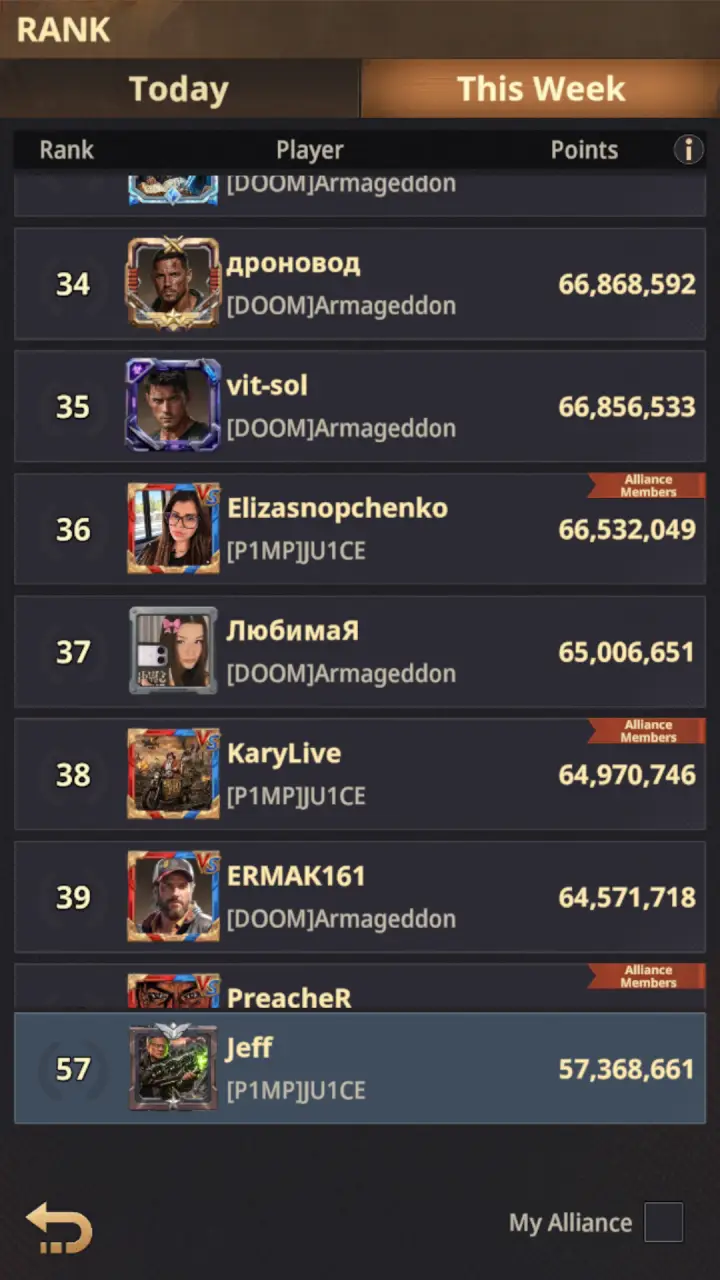 RANK
Today
This Week
Rank
Player
Points
[DOOM]Armageddon
34
дроновод
[DOOM]Armageddon
66,868,592
35
vit-sol
[DOOM]Armageddon
66,856,533
Alliance
Members
36
Elizasnopchenko
[P1MP]JU1CE
66,532,049
37
ЛюбимаЯ
[DOOM]Armageddon
65,006,651
Alliance
Members
38
KaryLive
[P1MP]JU1CE
64,970,746
39
ERMAK161
[DOOM]Armageddon
64,571,718
Alliance
Members
PreacheR
57
Jeff
[P1MP]JU1CE
57,368,661
My Alliance